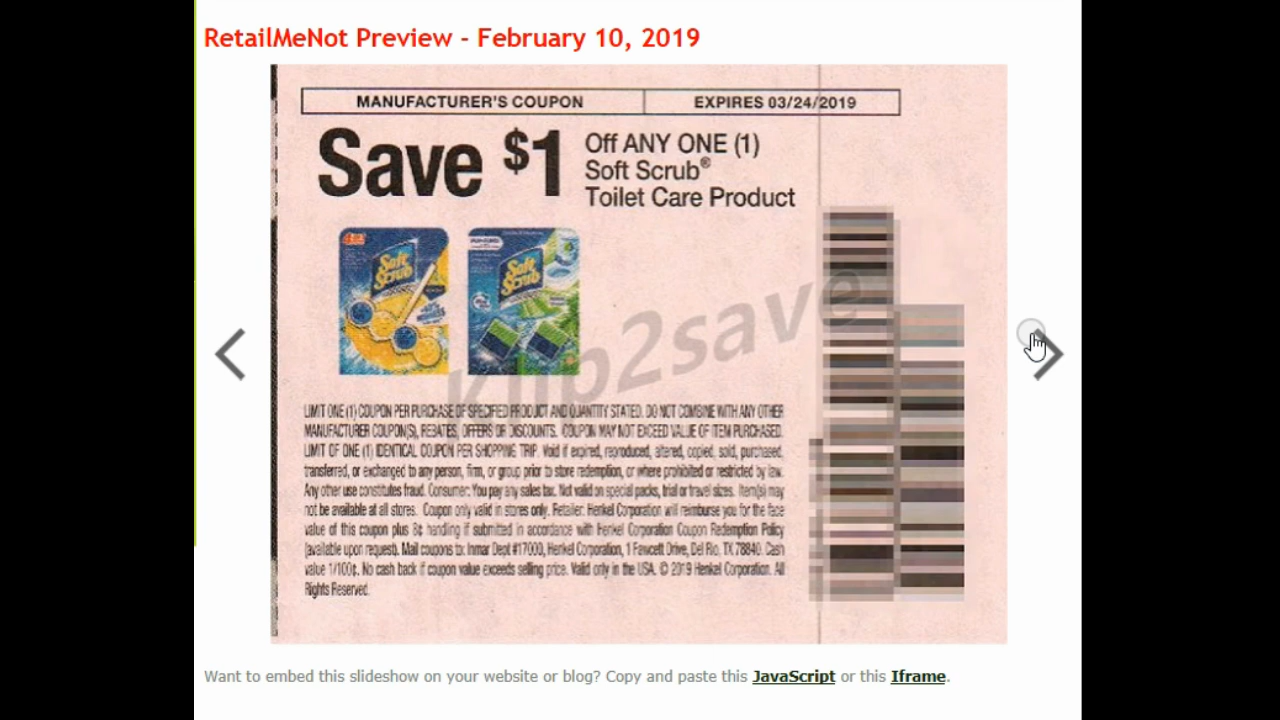 RetailMeNot Preview - February 10, 2019
MANUFACTURER'S COUPON EXPIRES 03/24/2019
Save $1 Off ANY ONE (1)
Soft Scrub®
Toilet Care Product
Soft Scrub
Soft Scrub
Klip2save
LIMIT ONE (1) COUPON PER PURCHASE OF SPECIFIED PRODUCT AND QUANTITY STATED. DO NOT COMBINE WITH ANY OTHER
MANUFACTURER COUPON(S), REBATES, OFFERS OR DISCOUNTS. COUPON MAY NOT EXCEED VALUE OF ITEM PURCHASED.
LIMIT OF ONE (1) IDENTICAL COUPON PER SHOPPING TRIP. Void if expired, reproduced, altered, copied, sold, purchased,
transferred, or exchanged to any person, firm, or group prior to store redemption, or where prohibited or restricted by law.
Any other use constitutes fraud. Consumer: You pay any sales tax. Not valid on special packs, trial or travel sizes. Item(s) may
not be available at all stores. Coupon only valid in stores only. Retailer: Henkel Corporation will reimburse you for the face
value of this coupon plus 8¢ handling if submitted in accordance with Henkel Corporation Coupon Redemption Policy
(available upon request). Mail coupons to: Inmar Dept #17000, Henkel Corporation, 1 Fawcett Drive, Del Rio, TX 78840. Cash
value 1/100¢. No cash back if coupon value exceeds selling price. Valid only in the USA. © 2019 Henkel Corporation. All
Rights Reserved.
Want to embed this slideshow on your website or blog? Copy and paste this JavaScript or this Iframe.